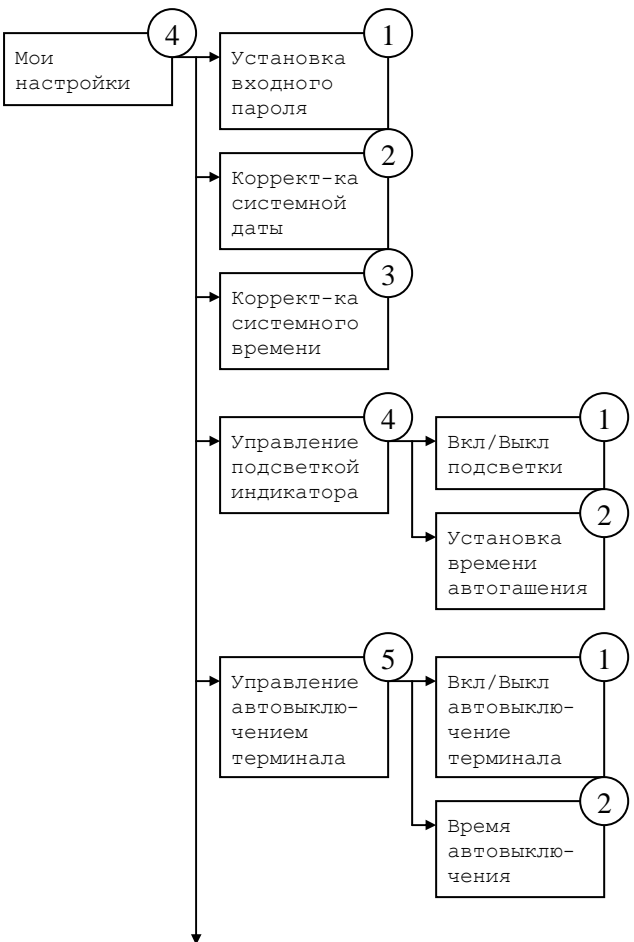 4
Мои
настройки
1
Установка
входного
пароля
2
Коррект-ка
системной
даты
3
Коррект-ка
системного
времени
4
Управление
подсветкой
индикатора
1
Вкл/Выкл
подсветки
2
Установка
времени
автогашения
5
Управление
автовыклю-
чением
терминала
1
Вкл/Выкл
автовыклю-
чение
терминала
2
Время
автовыклю-
чения